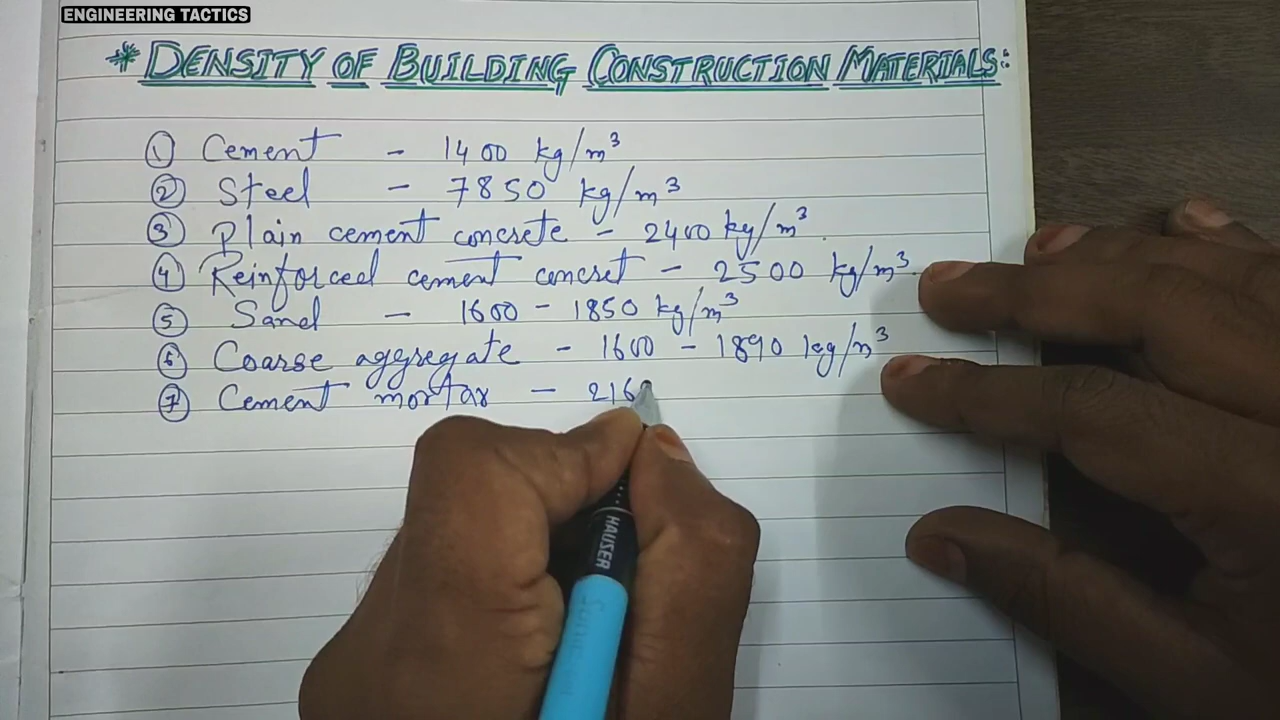 ENGINEERING TACTICS
* DENSITY OF BUILDING CONSTRUCTION MATERIALS:
① Cement - 1400 kg/m³
② Steel - 7850 kg/m³
③ Plain cement concrete - 2400 kg/m³.
④ Reinforced cement concret - 2500 kg/m³.
⑤ Sand - 1600 - 1850 kg/m³
⑥ Coarse aggregate - 1600 - 1890 kg/m³
⑦ Cement mortar - 216
HAUSER